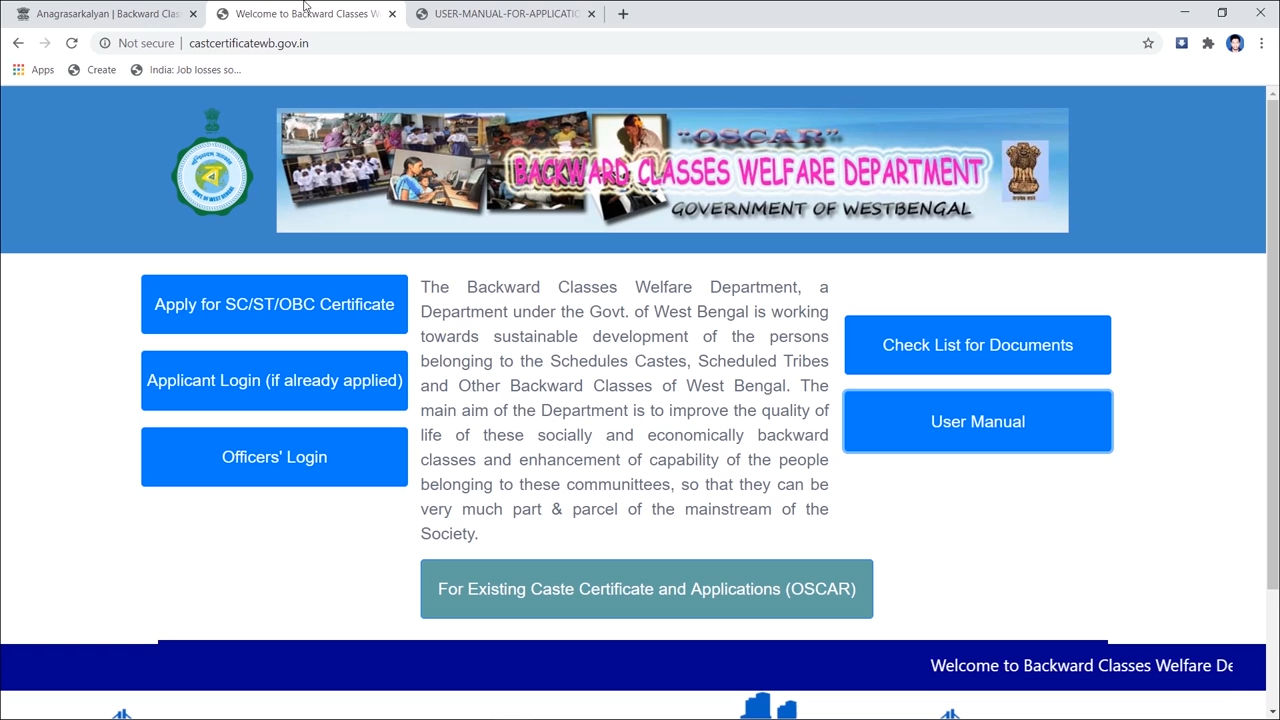 Anagrasarkalyan | Backward Clas
Welcome to Backward Classes W
USER-MANUAL-FOR-APPLICATIO
Not secure | castcertificatewb.gov.in
Apps
Create
India: Job losses so...
"OSCAR"
BACKWARD CLASSES WELFARE DEPARTMENT
GOVERNMENT OF WESTBENGAL
Apply for SC/ST/OBC Certificate
Applicant Login (if already applied)
Officers' Login
The Backward Classes Welfare Department, a
Department under the Govt. of West Bengal is working
towards sustainable development of the persons
belonging to the Schedules Castes, Scheduled Tribes
and Other Backward Classes of West Bengal. The
main aim of the Department is to improve the quality of
life of these socially and economically backward
classes and enhancement of capability of the people
belonging to these communittees, so that they can be
very much part & parcel of the mainstream of the
Society.
Check List for Documents
User Manual
For Existing Caste Certificate and Applications (OSCAR)
Welcome to Backward Classes Welfare De